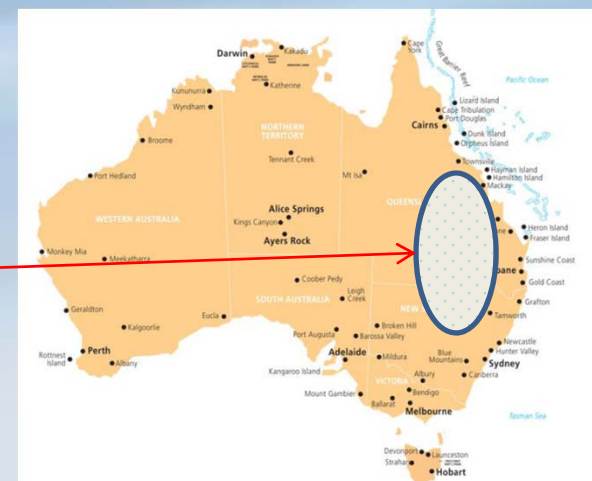 Cape
York
Darwin
Kakado
Great Barrier Reef
Katherine
Pacific Ocean
Kununurra
Wyndham
Lizard Island
Cape Tribulation
Port Douglas
Cairns
Dunk Island
Orpheus Island
Broome
NORTHERN
TERRITORY
Tennant Creek
Townsville
Mt Isa
Hayman Island
Hamilton Island
Mackay
Port Hedland
QUEENS
WESTERN AUSTRALIA
Alice Springs
Kings Canyon
Ayers Rock
Heron Island
Fraser Island
ne
Monkey Mia
Meekatharra
Sunshine Coast
bane
Gold Coast
Coober Pedy
Leigh
Creek
SOUTH AUSTRALIA
NEW
Grafton
Tamworth
Geraldton
Eucla
Kalgoorlie
Port Augusta
Broken Hill
Barossa Valley
Newcastle
Hunter Valley
Rottnest
Island
Perth
Albany
Adelaide
Mildura
Blue
Mountains
Sydney
Kangaroo Island
Albury
Canberra
VICTORIA
Mount Gambier
Bendigo
Ballarat
Melbourne
Tasman Sea
Devonport
Launceston
Strahan
Hobart